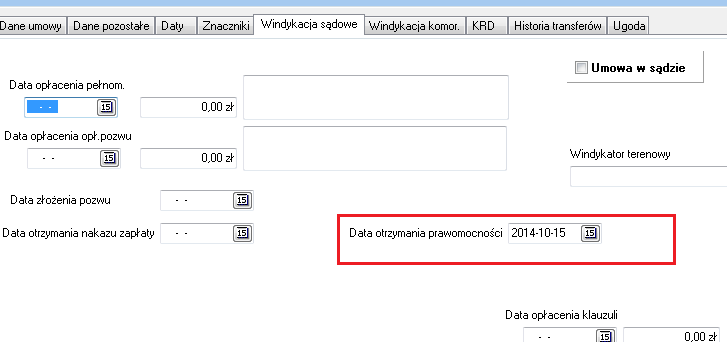 Dane umowy Dane pozostałe Daty Znaczniki Windykacja sądowe Windykacja komor. KRD Historia transferów Ugoda
Umowa w sądzie
Data opłacenia pełnom.
- - 15 0,00 zł
Data opłacenia opł.pozwu
- - 15 0,00 zł
Windykator terenowy
Data złożenia pozwu - - 15
Data otrzymania nakazu zapłaty - - 15 Data otrzymania prawomocności 2014-10-15 15
Data opłacenia klauzuli
- - 15 0,00 zł